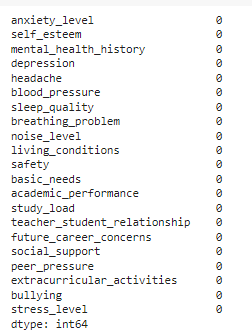 anxiety_level 0
self_esteem 0
mental_health_history 0
depression 0
headache 0
blood_pressure 0
sleep_quality 0
breathing_problem 0
noise_level 0
living_conditions 0
safety 0
basic_needs 0
academic_performance 0
study_load 0
teacher_student_relationship 0
future_career_concerns 0
social_support 0
peer_pressure 0
extracurricular_activities 0
bullying 0
stress_level 0
dtype: int64